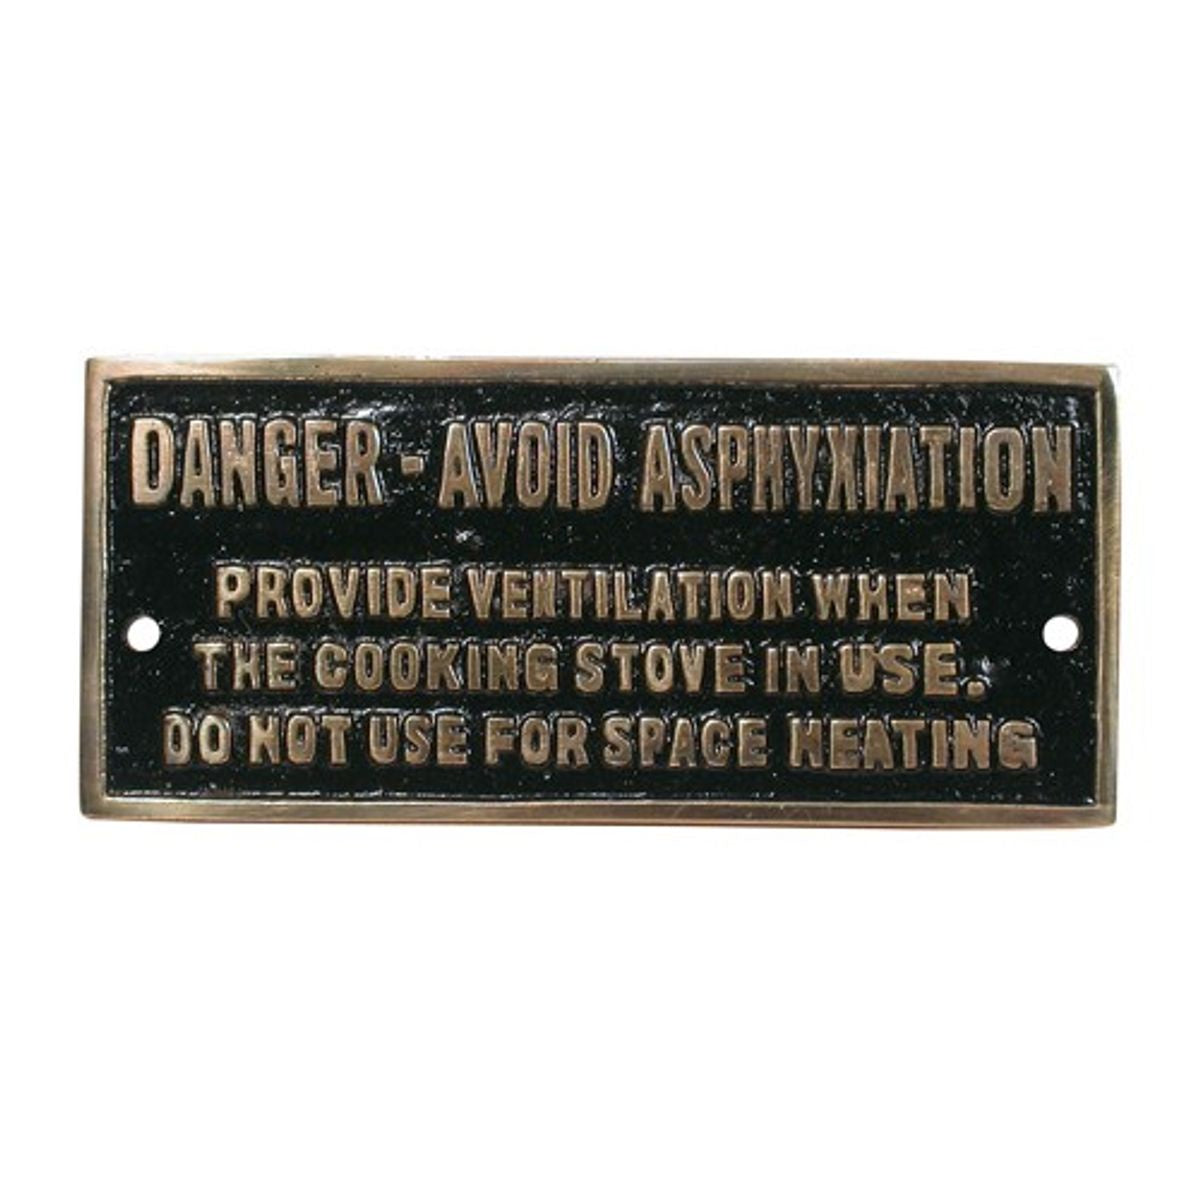 DANGER - AVOID ASPHYXIATION
PROVIDE VENTILATION WHEN
THE COOKING STOVE IN USE.
DO NOT USE FOR SPACE HEATING